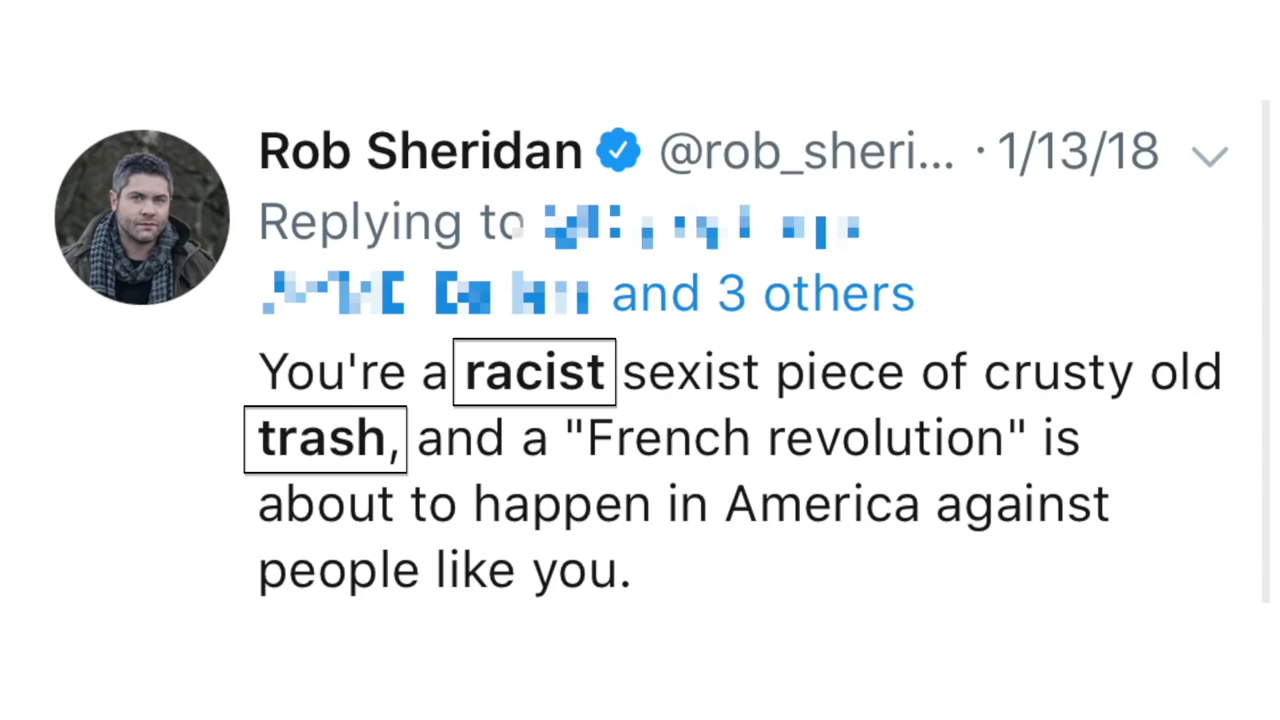 Rob Sheridan @rob_sheri... · 1/13/18
Replying to
and 3 others
You're a racist sexist piece of crusty old
trash, and a "French revolution" is
about to happen in America against
people like you.